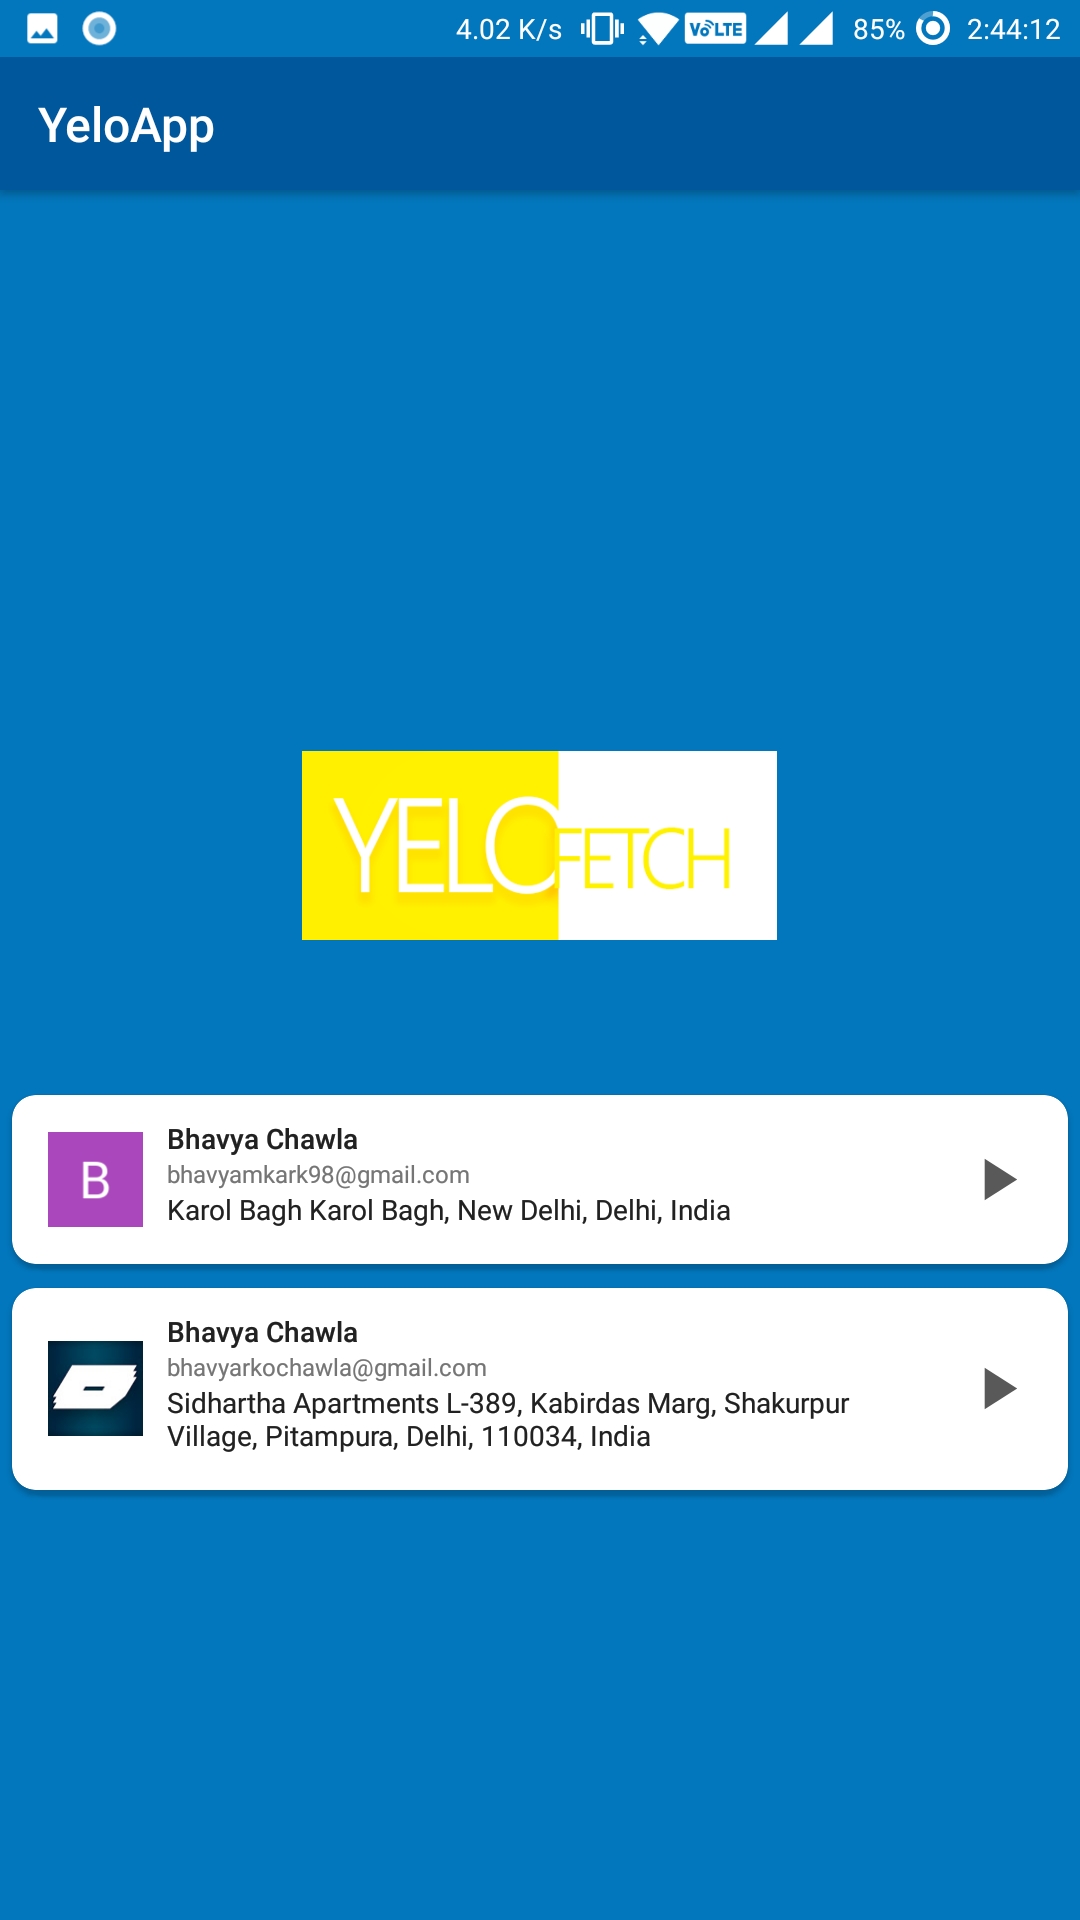 4.02 K/s VoLTE 85% 2:44:12
YeloApp
YELOFETCH
B
Bhavya Chawla
bhavyamkark98@gmail.com
Karol Bagh Karol Bagh, New Delhi, Delhi, India
Bhavya Chawla
bhavyarkochawla@gmail.com
Sidhartha Apartments L-389, Kabirdas Marg, Shakurpur
Village, Pitampura, Delhi, 110034, India